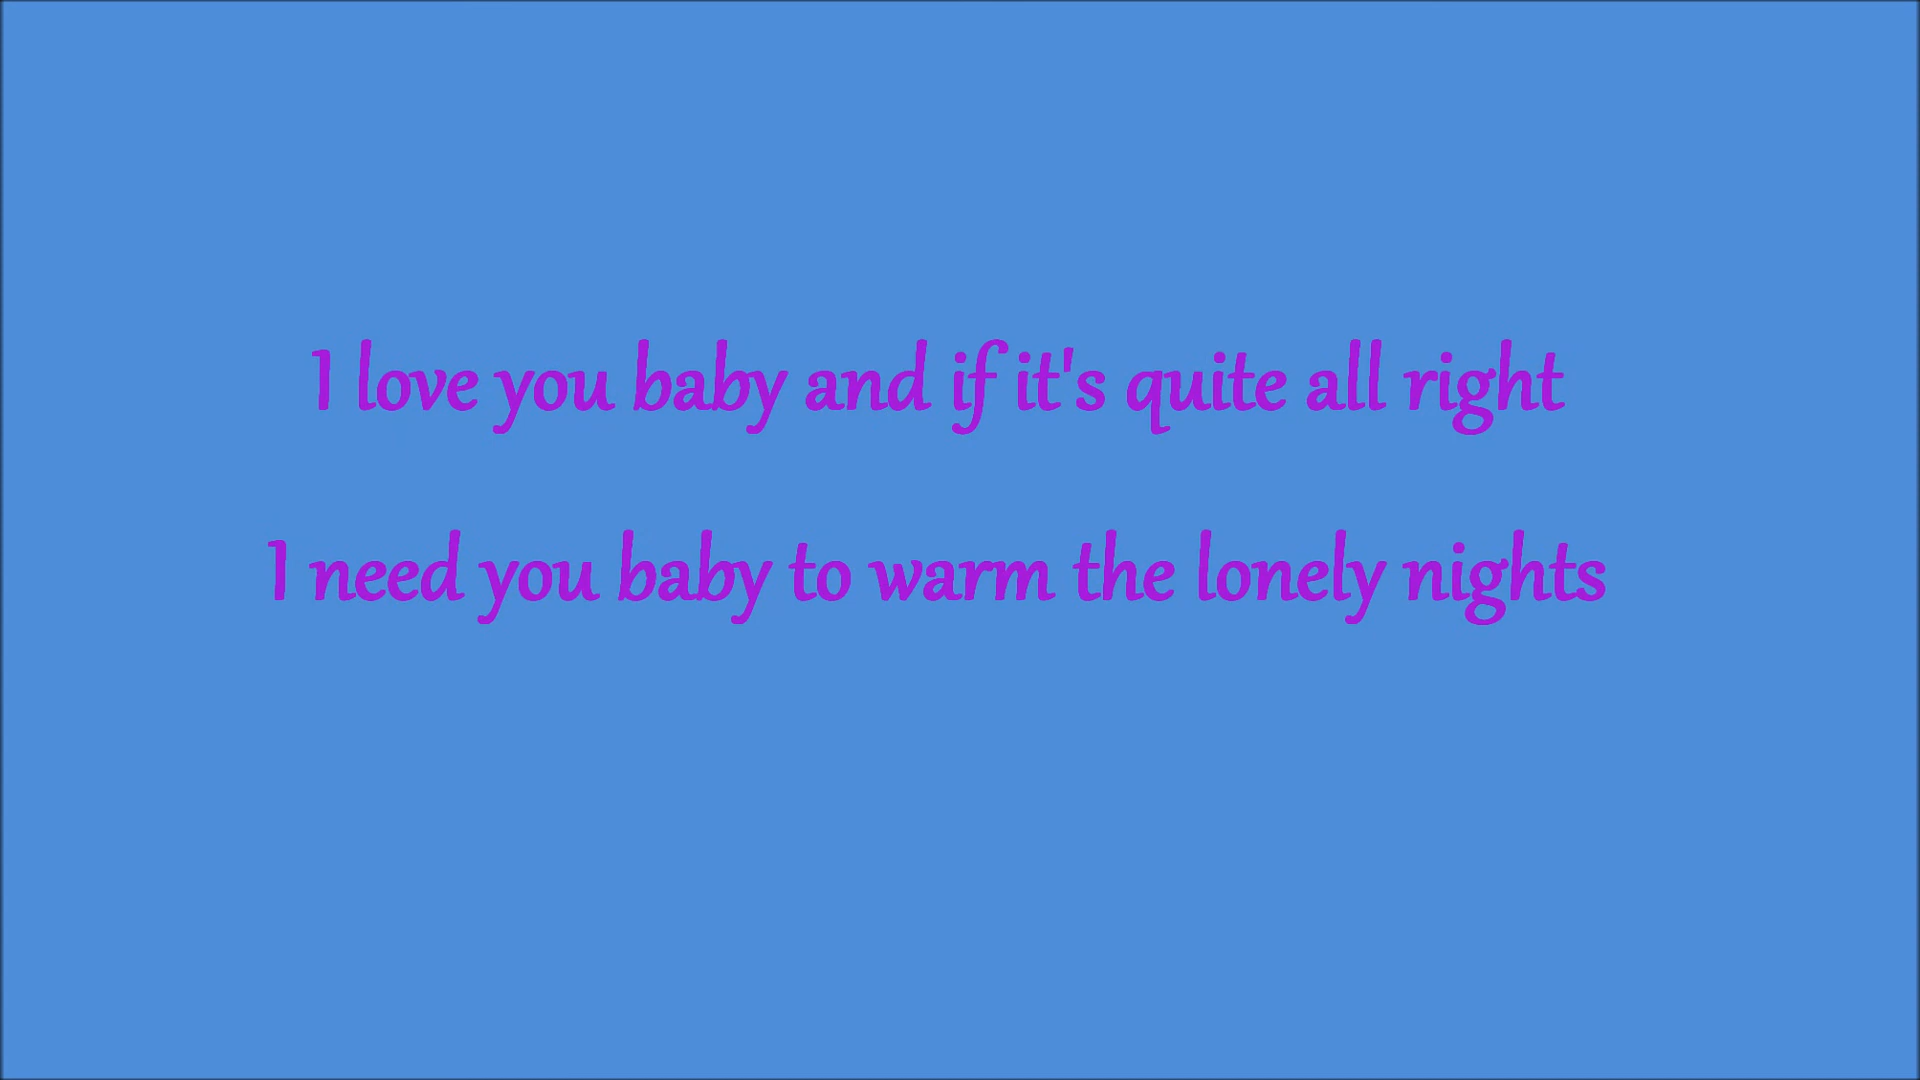 I love you baby and if it's quite all right
I need you baby to warm the lonely nights